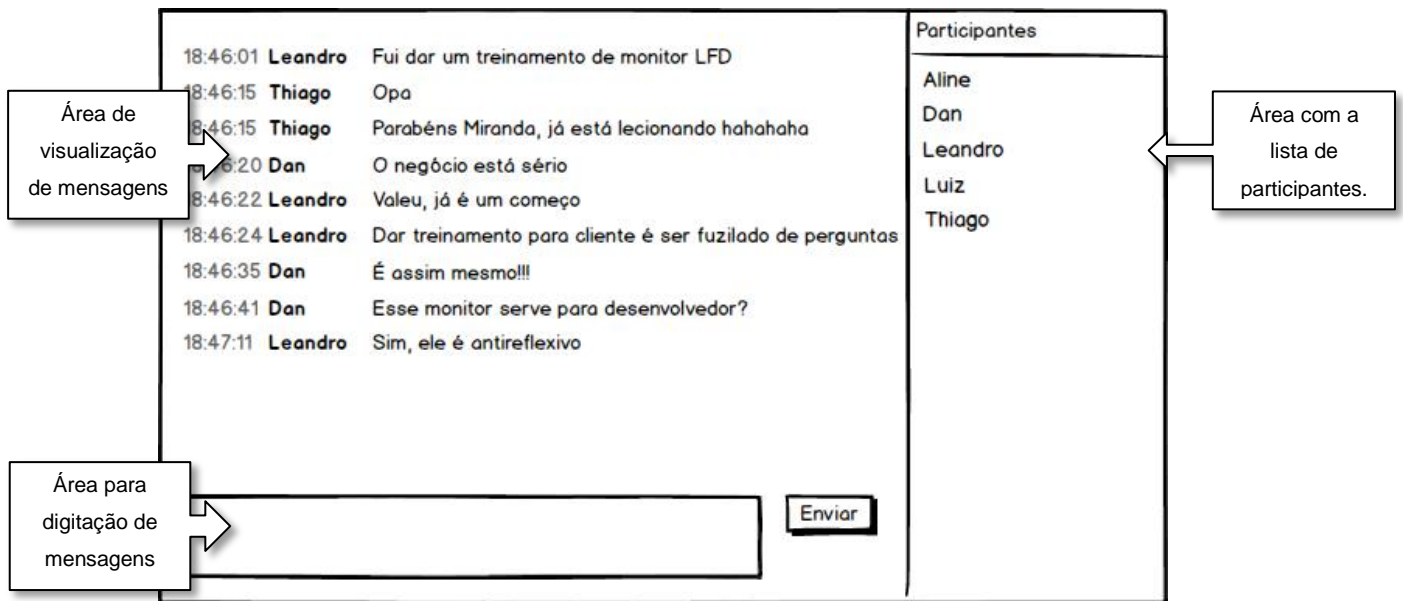 18:46:01 Leandro Fui dar um treinamento de monitor LFD
8:46:15 Thiago Opa
8:46:15 Thiago Parabéns Miranda, já está lecionando hahahaha
6:20 Dan O negócio está sério
8:46:22 Leandro Valeu, já é um começo
18:46:24 Leandro Dar treinamento para cliente é ser fuzilado de perguntas
18:46:35 Dan É assim mesmo!!!
18:46:41 Dan Esse monitor serve para desenvolvedor?
18:47:11 Leandro Sim, ele é antireflexivo
Participantes
Aline
Dan
Leandro
Luiz
Thiago
Área de
visualização
de mensagens
Área com a
lista de
participantes.
Área para
digitação de
mensagens
Enviar